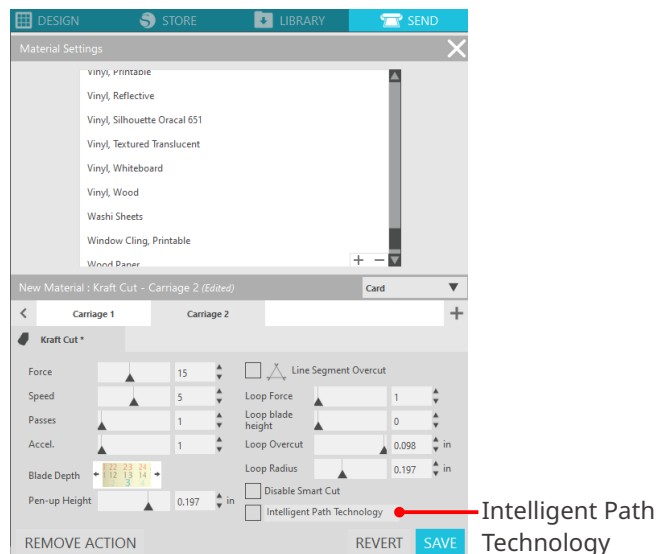 DESIGN STORE LIBRARY SEND
Material Settings
Vinyl, Printable
Vinyl, Reflective
Vinyl, Silhouette Oracal 651
Vinyl, Textured Translucent
Vinyl, Whiteboard
Vinyl, Wood
Washi Sheets
Window Cling, Printable
Wood Paper
New Material : Kraft Cut - Carriage 2 (Edited) Card
Carriage 1 Carriage 2
Kraft Cut *
Force 15 Line Segment Overcut
Speed 5 Loop Force 1
Passes 1 Loop blade height 0
Accel. 1 Loop Overcut 0.098 in
Blade Depth Loop Radius 0.197 in
Pen-up Height 0.197 in Disable Smart Cut
Intelligent Path Technology
Intelligent Path
Technology
REMOVE ACTION REVERT SAVE